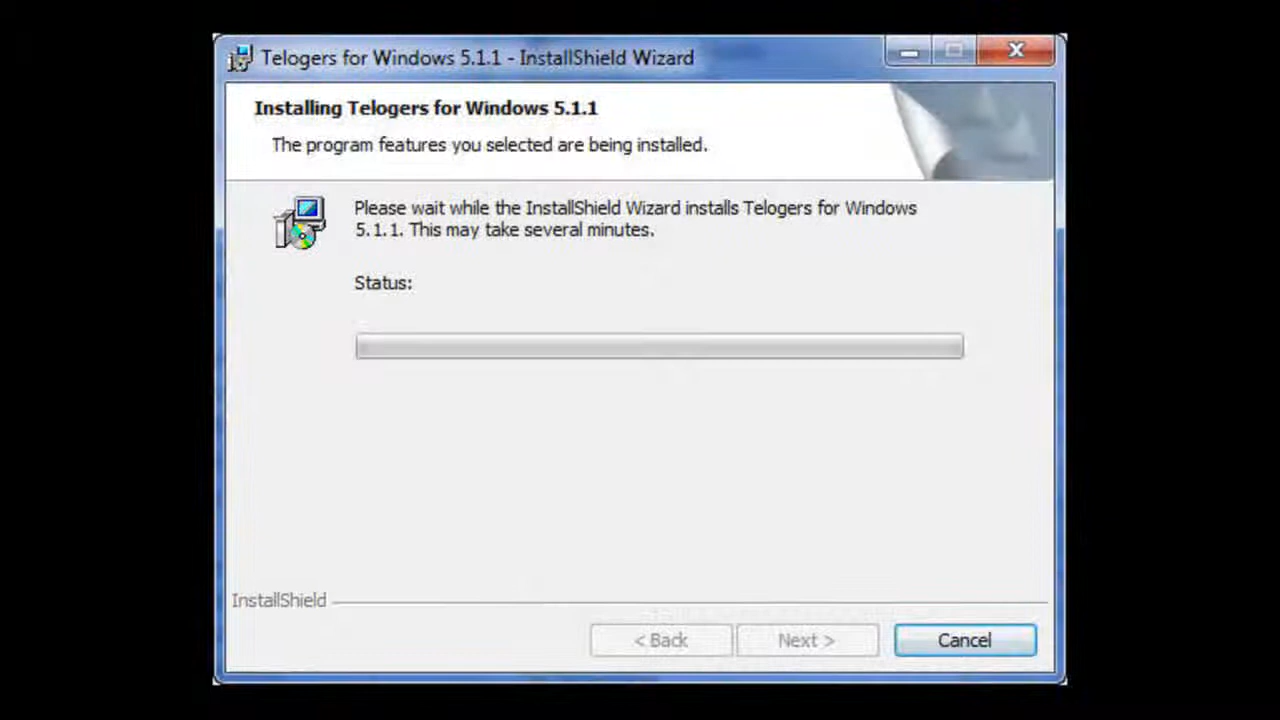 Telogers for Windows 5.1.1 - InstallShield Wizard
Installing Telogers for Windows 5.1.1
The program features you selected are being installed.
Please wait while the InstallShield Wizard installs Telogers for Windows
5.1.1. This may take several minutes.
Status:
InstallShield
< Back
Next >
Cancel